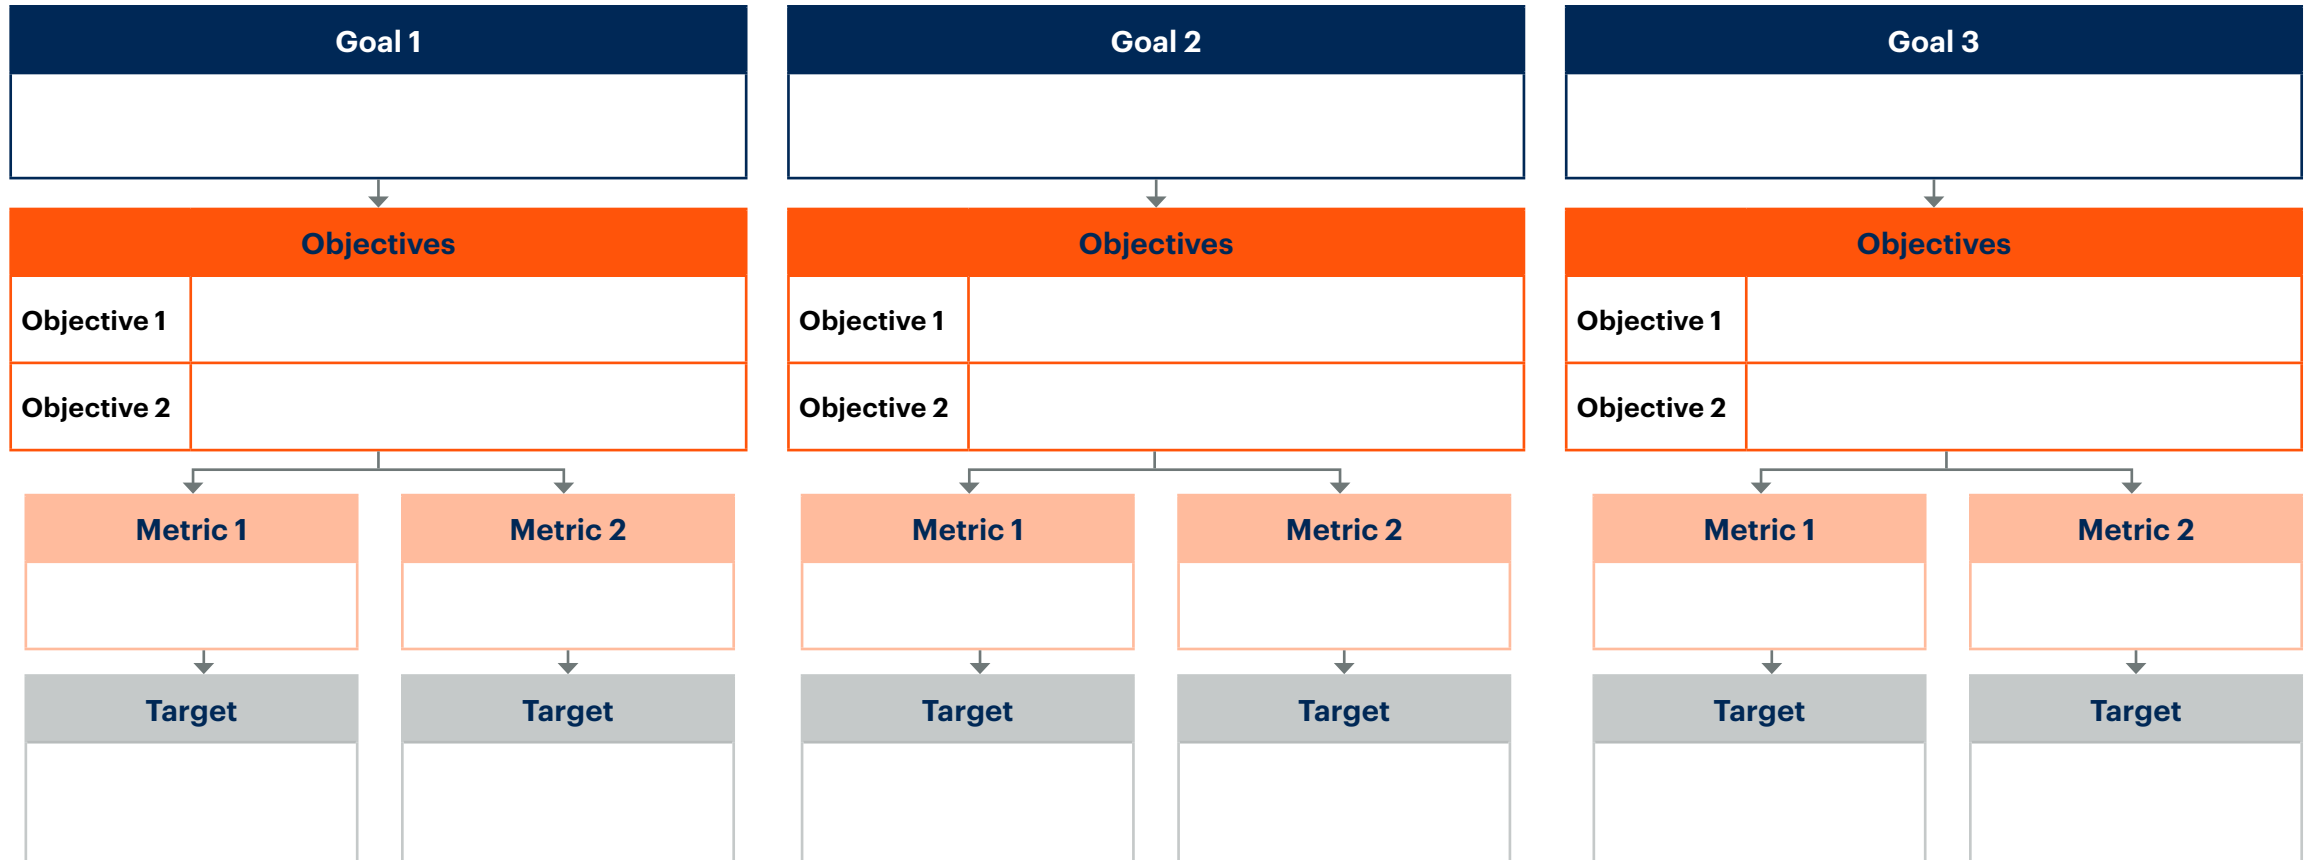 Goal 1
Goal 2
Goal 3
Objectives
Objectives
Objectives
Objective 1
Objective 1
Objective 1
Objective 2
Objective 2
Objective 2
Metric 1
Metric 2
Metric 1
Metric 2
Metric 1
Metric 2
Target
Target
Target
Target
Target
Target